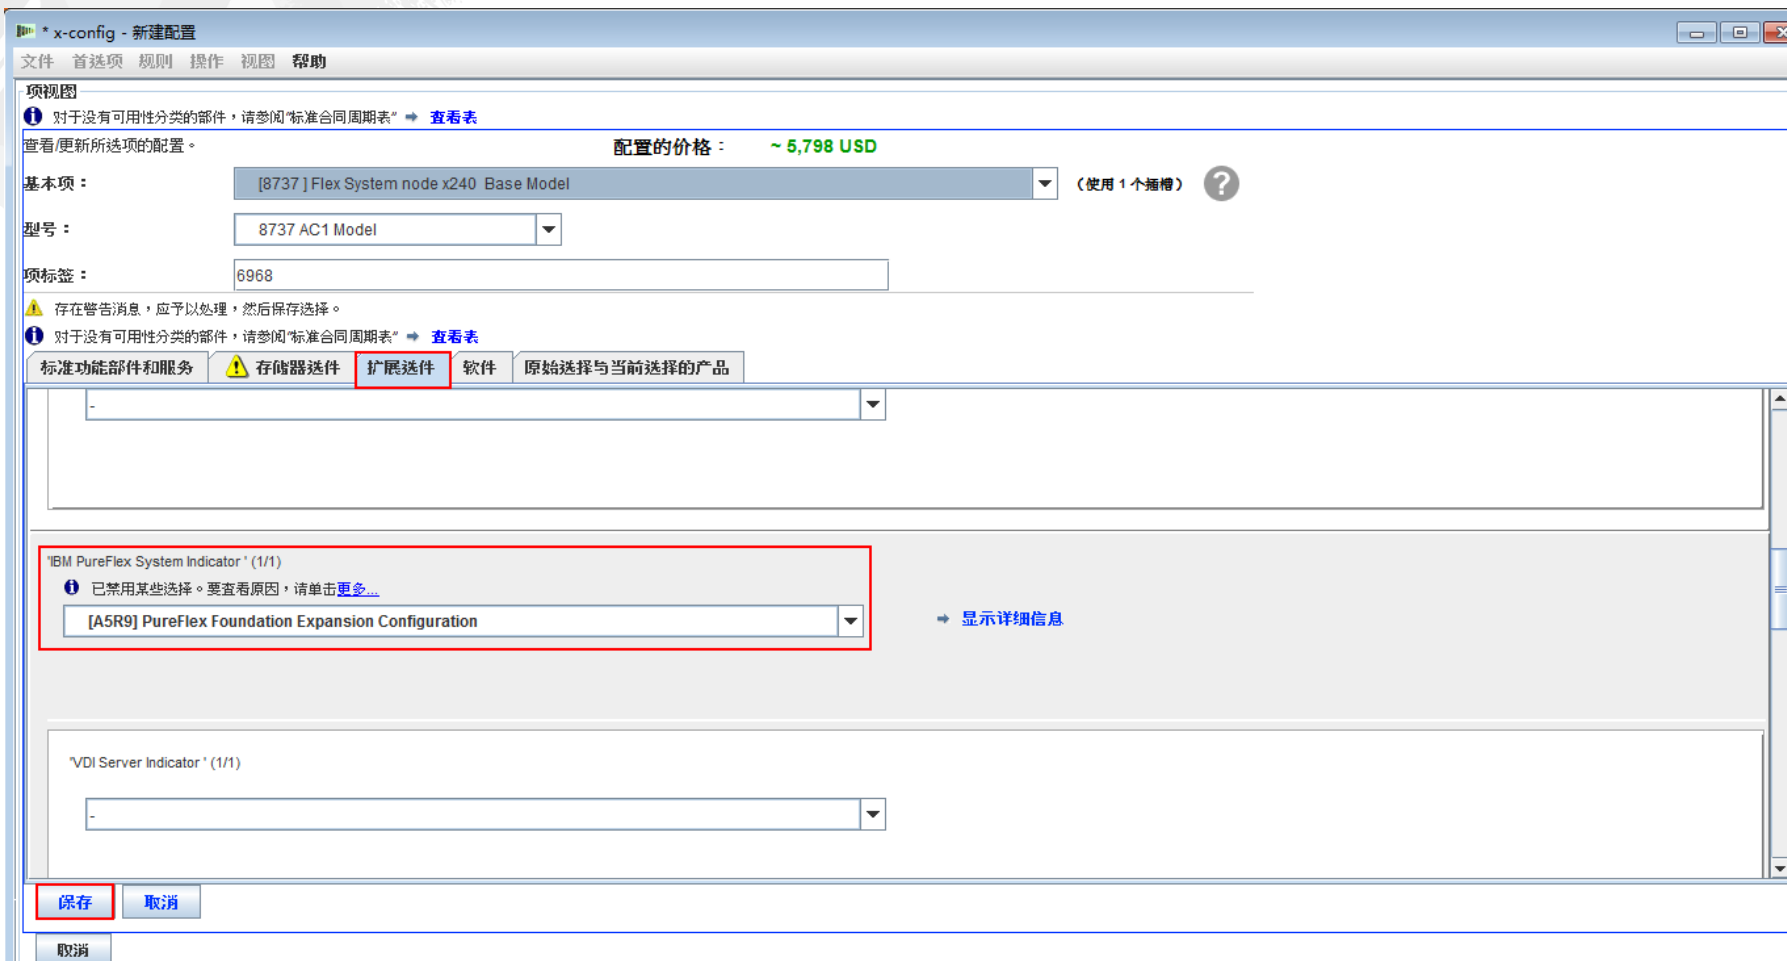 * x-config - 新建配置
文件 首选项 规则 操作 视图 帮助
项视图
对于没有可用性分类的部件，请参阅“标准合同周期表” 查看表
查看/更新所选项的配置。 配置的价格： ~ 5,798 USD
基本项： [8737 ] Flex System node x240 Base Model （使用 1 个插槽）
型号： 8737 AC1 Model
项标签： 6968
存在警告消息，应予以处理，然后保存选择。
对于没有可用性分类的部件，请参阅“标准合同周期表” 查看表
标准功能部件和服务 存储器选件 扩展选件 软件 原始选择与当前选择的产品
-
'IBM PureFlex System Indicator ' (1/1)
已禁用某些选择。要查看原因，请单击更多...
[A5R9] PureFlex Foundation Expansion Configuration 显示详细信息
'VDI Server Indicator ' (1/1)
-
保存 取消
取消